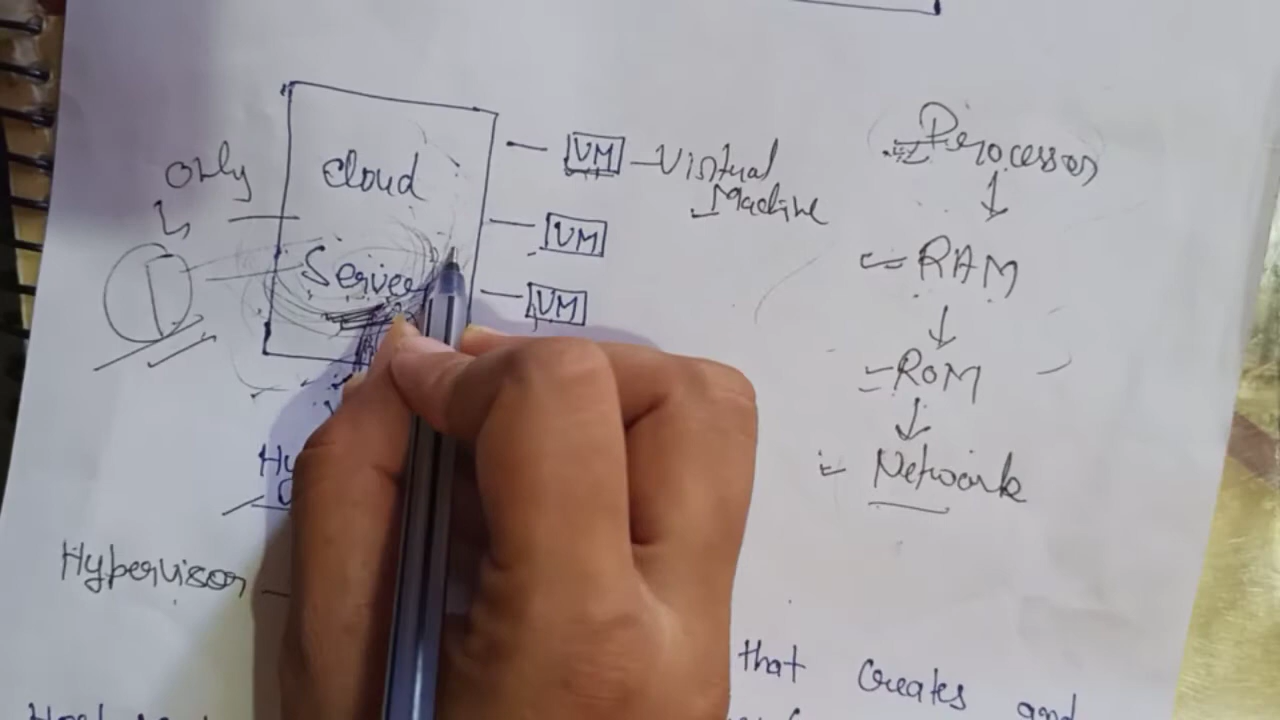 Only
Cloud
Server
VM
Virtual
Machine
VM
VM
Processor
RAM
ROM
Network
Hypervisor
that creates and